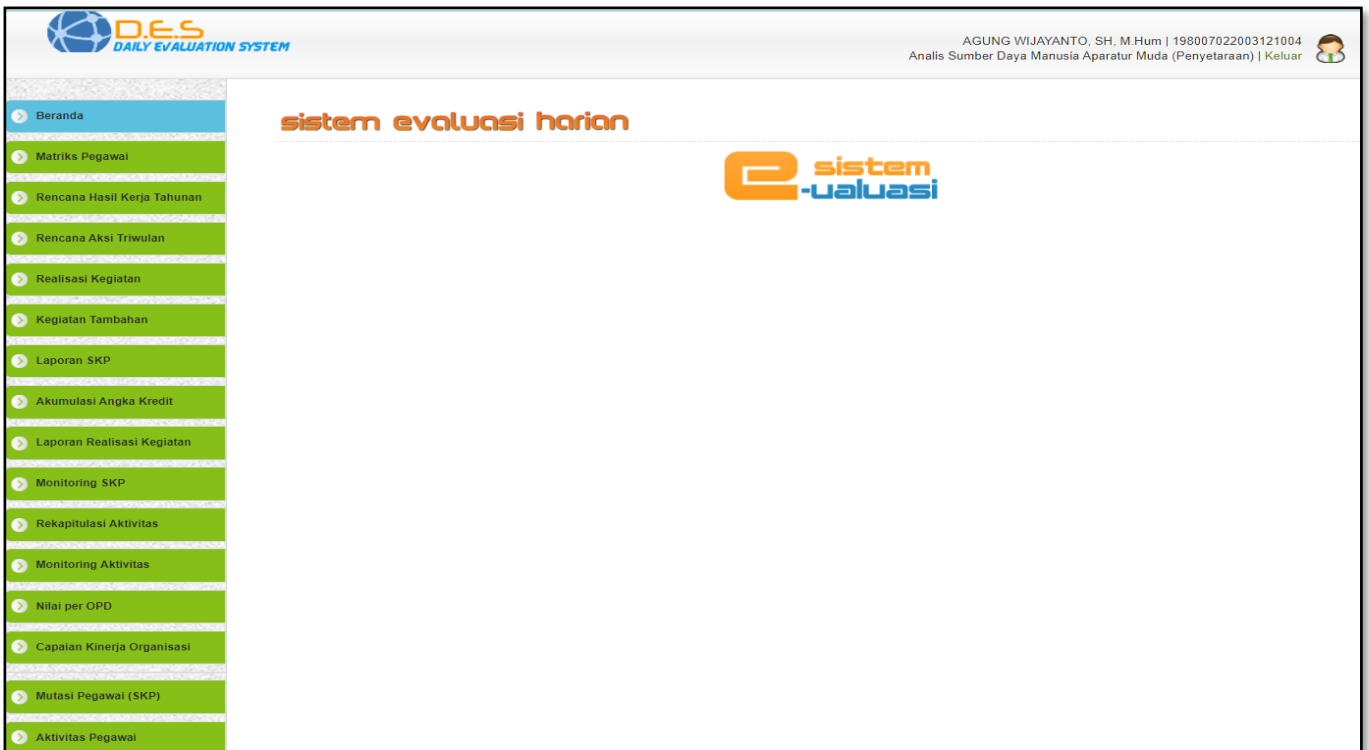 D.E.S
DAILY EVALUATION SYSTEM
AGUNG WIJAYANTO, SH, M.Hum | 198007022003121004
Analis Sumber Daya Manusia Aparatur Muda (Penyetaraan) | Keluar
Beranda
Matriks Pegawai
Rencana Hasil Kerja Tahunan
Rencana Aksi Triwulan
Realisasi Kegiatan
Kegiatan Tambahan
Laporan SKP
Akumulasi Angka Kredit
Laporan Realisasi Kegiatan
Monitoring SKP
Rekapitulasi Aktivitas
Monitoring Aktivitas
Nilai per OPD
Capaian Kinerja Organisasi
Mutasi Pegawai (SKP)
Aktivitas Pegawai
sistem evaluasi harian
e sistem
-valuasi